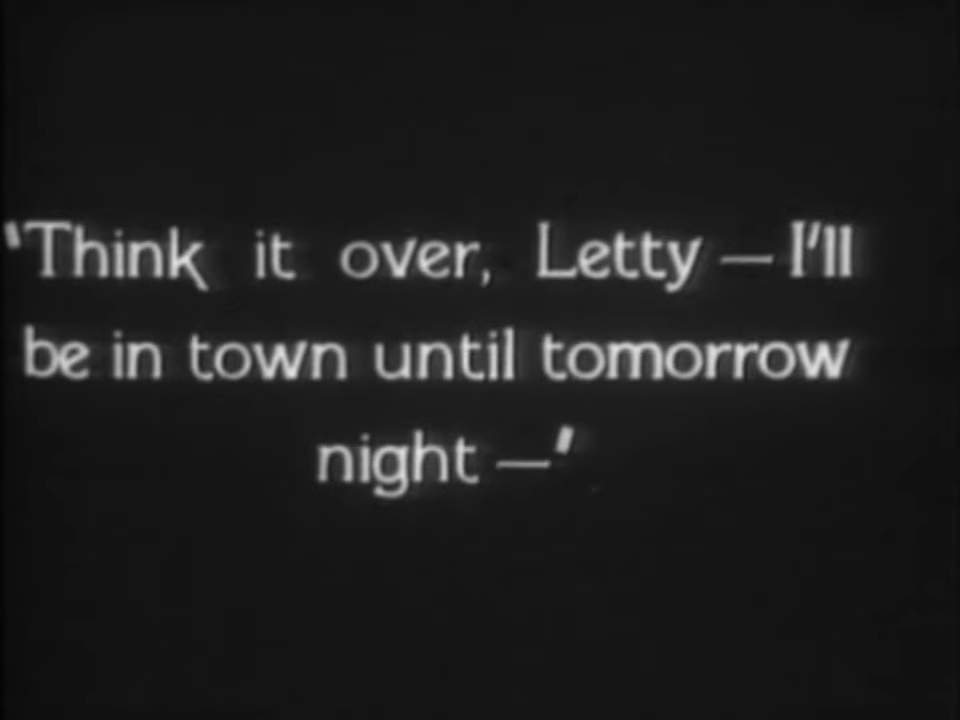 'Think it over, Letty — I'll
be in town until tomorrow
night —'